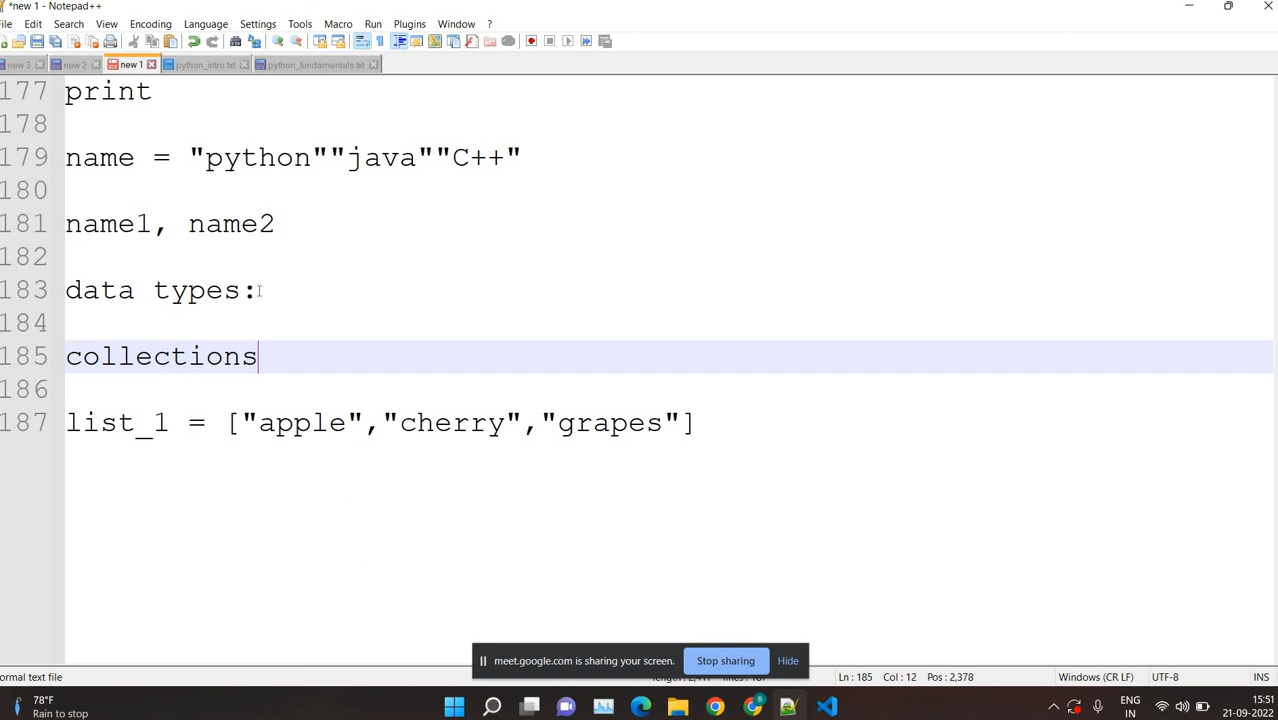 *new 1 - Notepad++
File Edit Search View Encoding Language Settings Tools Macro Run Plugins Window ?
new 3 new 2 new 1 python_intro.txt python_fundamentals.txt
177 print
178
179 name = "python""java""C++"
180
181 name1, name2
182
183 data types:
184
185 collections
186
187 list_1 = ["apple","cherry","grapes"]
meet.google.com is sharing your screen. Stop sharing Hide
ormal text file Ln : 185 Col : 12 Pos : 2,378 Windows (CR LF) UTF-8 INS
78°F
Rain to stop
ENG
IN
15:51
21-09-2022